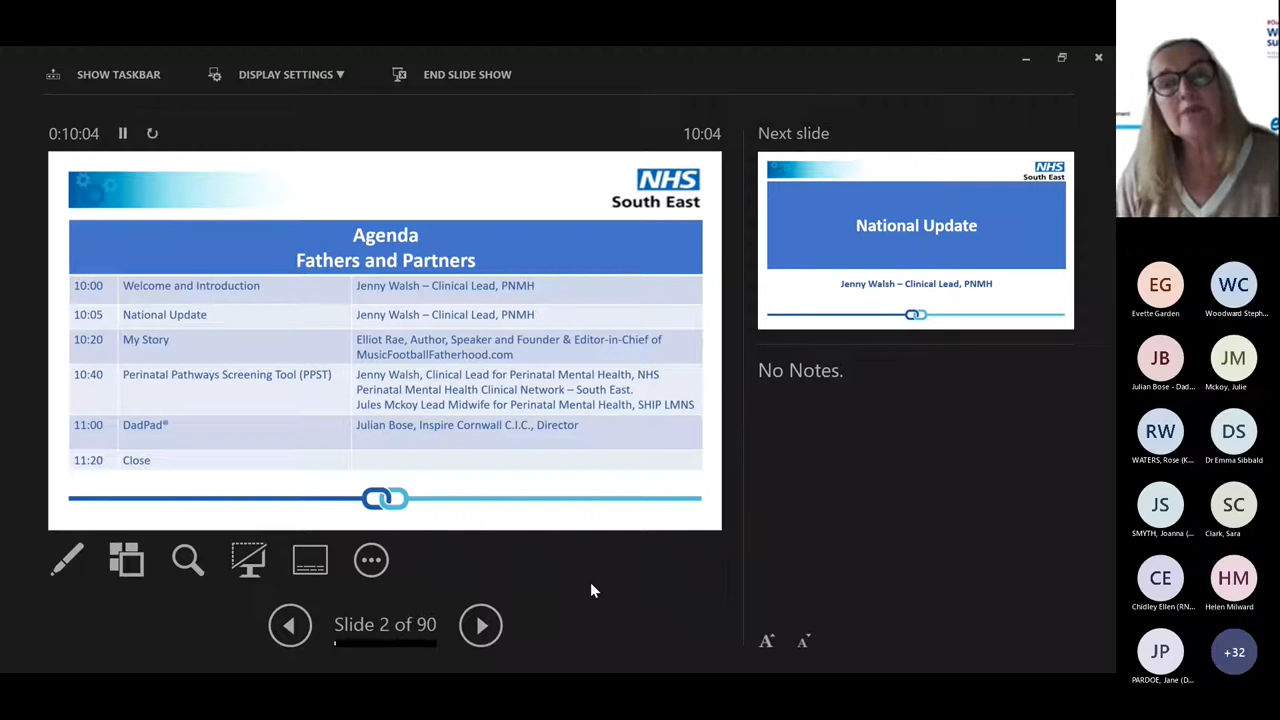 SHOW TASKBAR
DISPLAY SETTINGS ▼
END SLIDE SHOW
0:10:04
10:04
NHS
South East
Agenda
Fathers and Partners
10:00 Welcome and Introduction Jenny Walsh – Clinical Lead, PNMH
10:05 National Update Jenny Walsh – Clinical Lead, PNMH
10:20 My Story Elliot Rae, Author, Speaker and Founder & Editor-in-Chief of
MusicFootballFatherhood.com
10:40 Perinatal Pathways Screening Tool (PPST) Jenny Walsh, Clinical Lead for Perinatal Mental Health, NHS
Perinatal Mental Health Clinical Network – South East.
Jules Mckoy Lead Midwife for Perinatal Mental Health, SHIP LMNS
11:00 DadPad® Julian Bose, Inspire Cornwall C.I.C., Director
11:20 Close
Slide 2 of 90
Next slide
NHS
South East
National Update
Jenny Walsh – Clinical Lead, PNMH
No Notes.
A A
EG WC
Evette Garden Woodward Steph...
JB JM
Julian Bose - Dad... Mckoy, Julie
RW DS
WATERS, Rose (K... Dr Emma Sibbald
JS SC
SMYTH, Joanna (... Clark, Sara
CE HM
Chidley Ellen (RN... Helen Milward
JP +32
PARDOE, Jane (D...